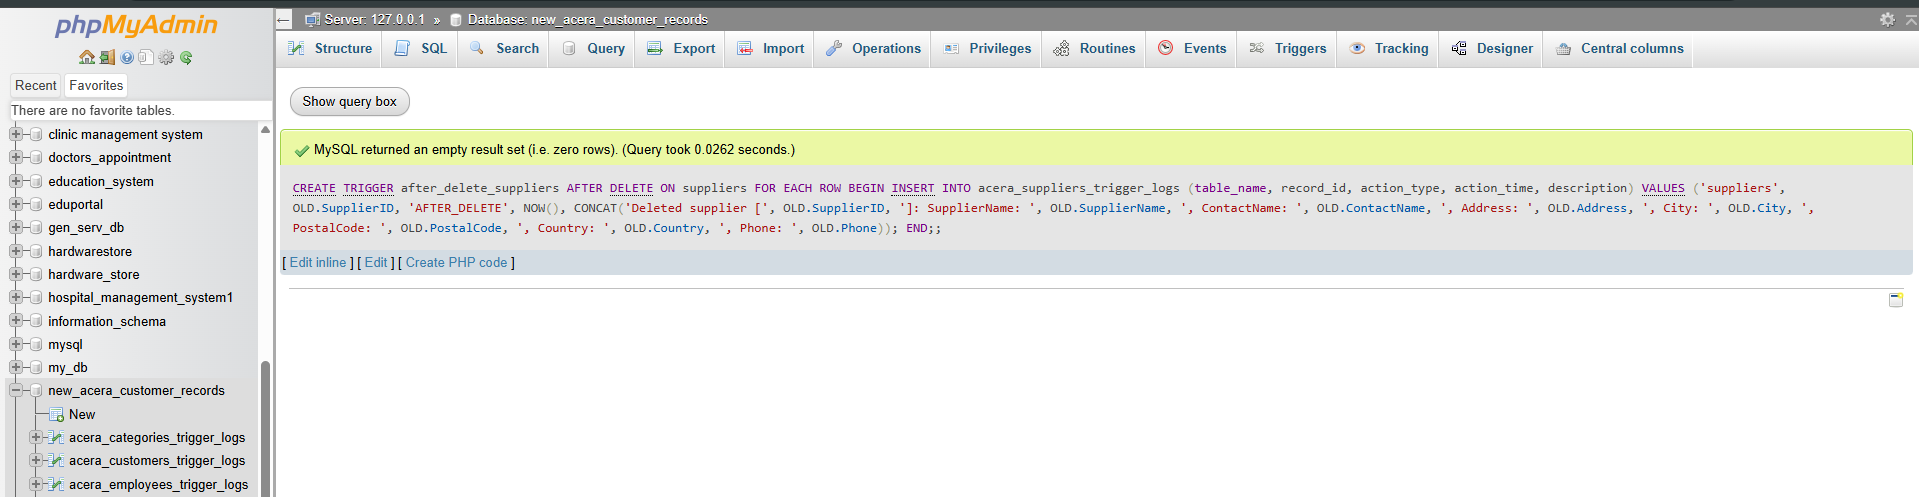 phpMyAdmin
Recent Favorites
There are no favorite tables.
clinic management system
doctors_appointment
education_system
eduportal
gen_serv_db
hardwarestore
hardware_store
hospital_management_system1
information_schema
mysql
my_db
new_acera_customer_records
New
acera_categories_trigger_logs
acera_customers_trigger_logs
acera_employees_trigger_logs
Server: 127.0.0.1 » Database: new_acera_customer_records
Structure SQL Search Query Export Import Operations Privileges Routines Events Triggers Tracking Designer Central columns
Show query box
MySQL returned an empty result set (i.e. zero rows). (Query took 0.0262 seconds.)
CREATE TRIGGER after_delete_suppliers AFTER DELETE ON suppliers FOR EACH ROW BEGIN INSERT INTO acera_suppliers_trigger_logs (table_name, record_id, action_type, action_time, description) VALUES ('suppliers',
OLD.SupplierID, 'AFTER_DELETE', NOW(), CONCAT('Deleted supplier [', OLD.SupplierID, ']: SupplierName: ', OLD.SupplierName, ', ContactName: ', OLD.ContactName, ', Address: ', OLD.Address, ', City: ', OLD.City, ',
PostalCode: ', OLD.PostalCode, ', Country: ', OLD.Country, ', Phone: ', OLD.Phone)); END;;
[ Edit inline ] [ Edit ] [ Create PHP code ]